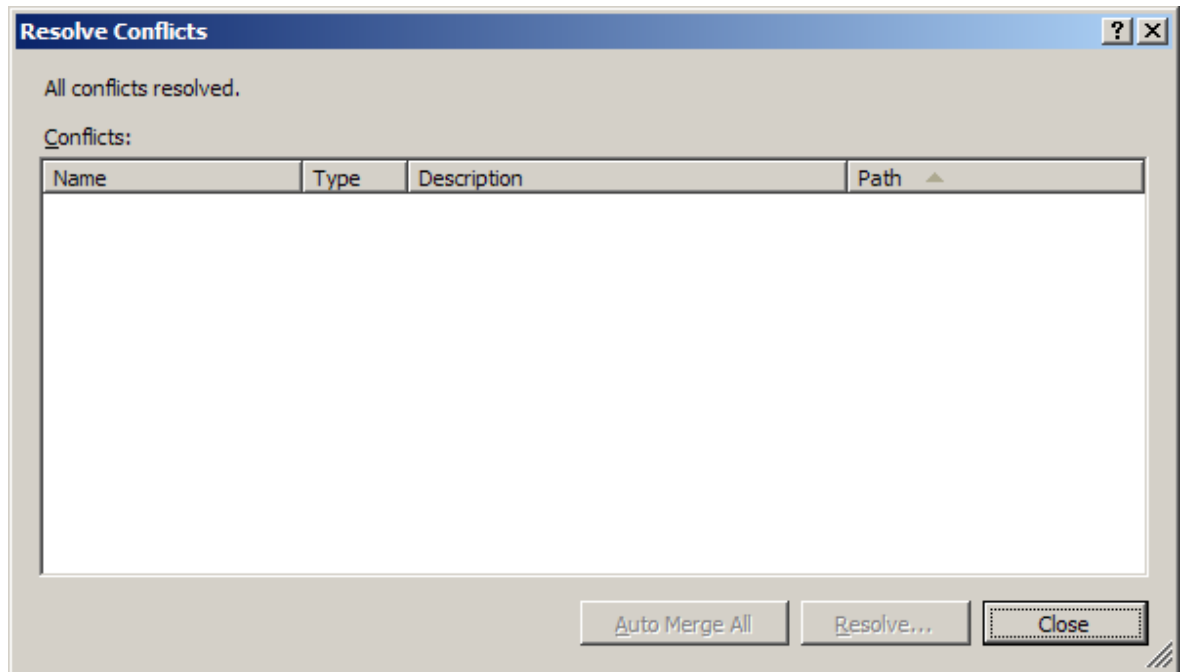 Resolve Conflicts
All conflicts resolved.
Conflicts:
Name Type Description Path
Auto Merge All Resolve... Close